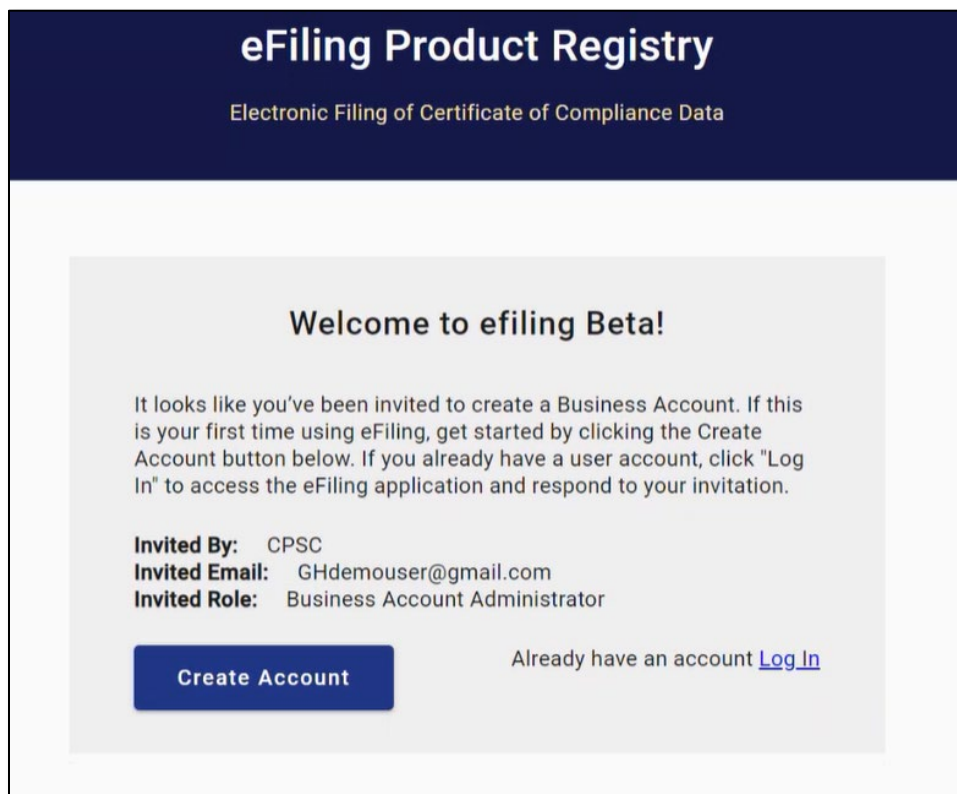 eFiling Product Registry
Electronic Filing of Certificate of Compliance Data
Welcome to efiling Beta!
It looks like you’ve been invited to create a Business Account. If this
is your first time using eFiling, get started by clicking the Create
Account button below. If you already have a user account, click "Log
In" to access the eFiling application and respond to your invitation.
Invited By: CPSC
Invited Email: GHdemouser@gmail.com
Invited Role: Business Account Administrator
Create Account
Already have an account Log In